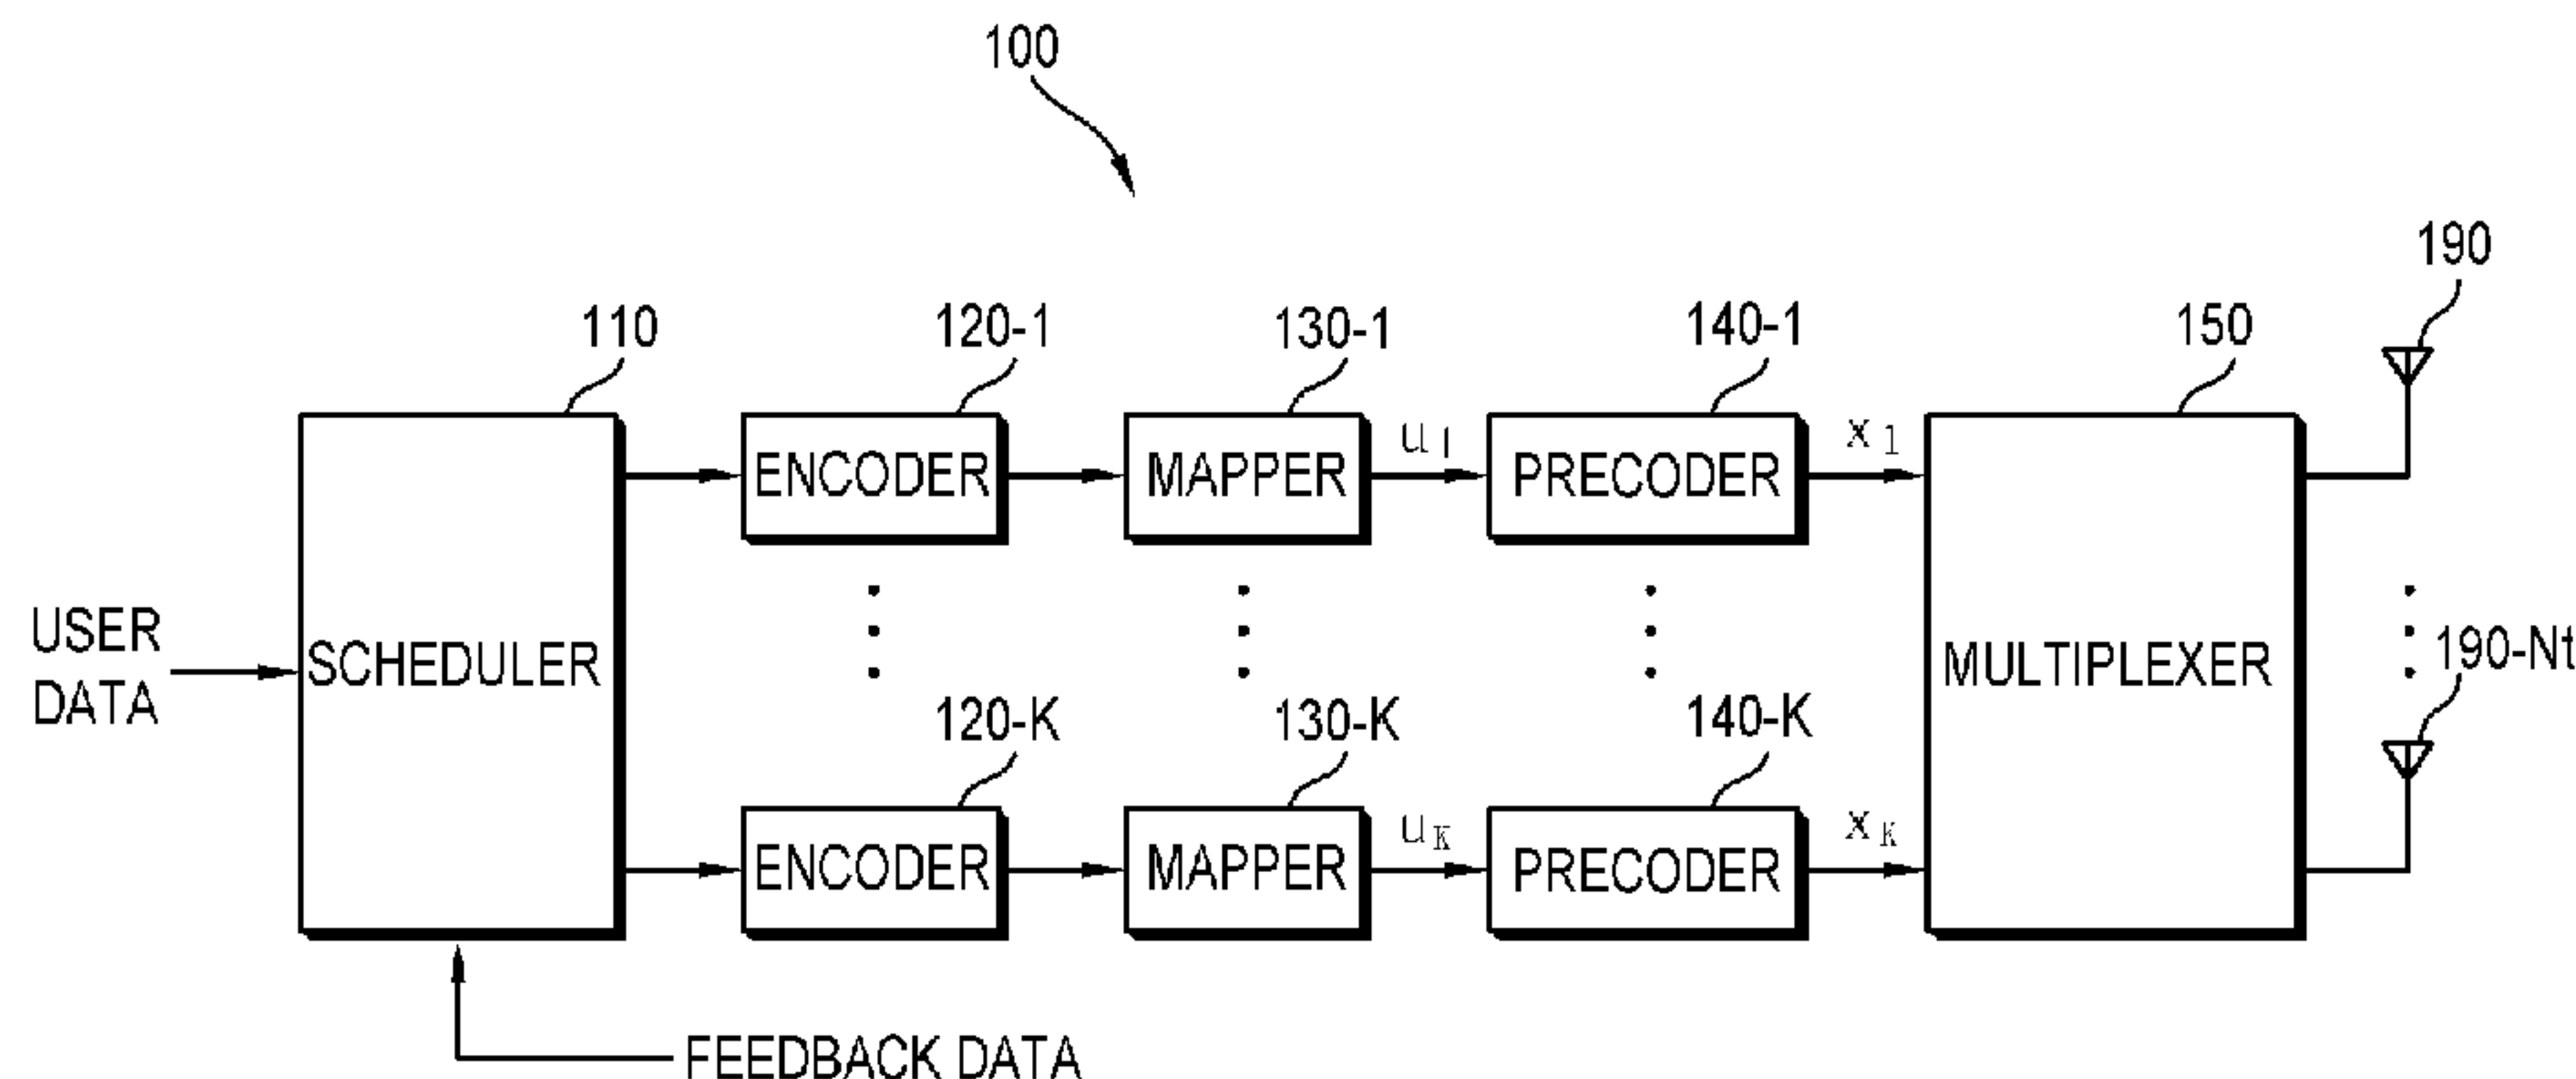 100
190
110
120-1
130-1
140-1
150
u1
x1
ENCODER
MAPPER
PRECODER
USER
DATA
SCHEDULER
MULTIPLEXER
190-Nt
120-K
130-K
140-K
uK
xK
ENCODER
MAPPER
PRECODER
FEEDBACK DATA